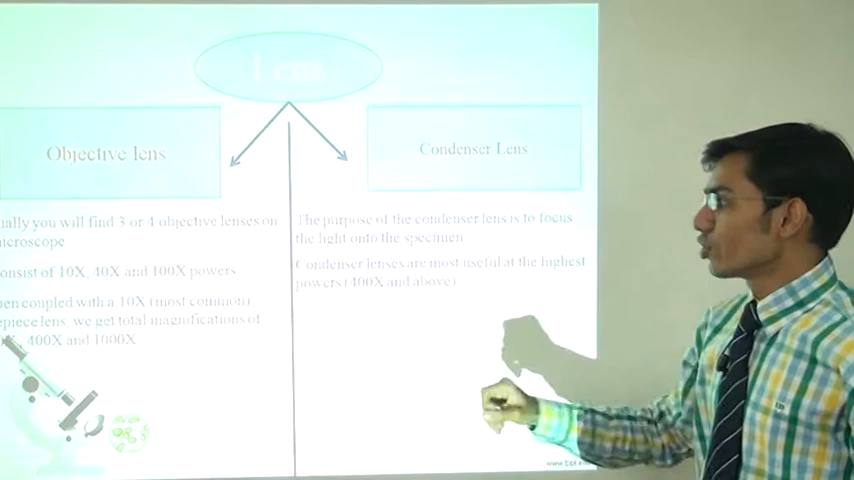 Lens
Objective lens
Condenser Lens
ually you will find 3 or 4 objective lenses on
icroscope
onsist of 10X, 40X and 100X powers
en coupled with a 10X (most common)
epiece lens, we get total magnifications of
X, 400X and 1000X
The purpose of the condenser lens is to focus
the light onto the specimen
Condenser lenses are most useful at the highest
powers (400X and above)